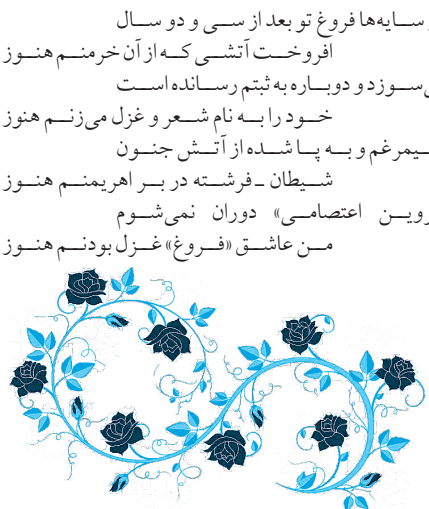 سایه‌ها فروغ تو بعد از سی و دو سال
افروخت آتشی که از آن خرمنم هنوز
سوزد و دوباره به ثبتم رسانده است
خود را به نام شعر و غزل می‌زنم هنوز
یمرغم و به پا شده از آتش جنون
شیطان ـ فرشته در بر اهریمنم هنوز
روین اعتصامی» دوران نمی‌شوم
من عاشق «فروغ» غزل بودنم هنوز